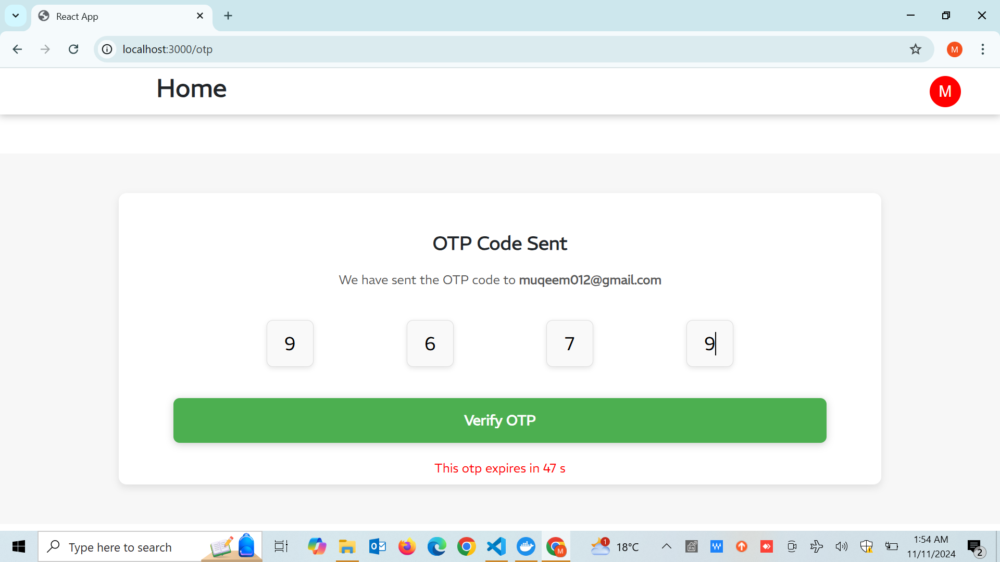 React App
localhost:3000/otp
M
Home
M
OTP Code Sent
We have sent the OTP code to muqeem012@gmail.com
9 6 7 9
Verify OTP
This otp expires in 47 s
Type here to search
M
1
18°C
Fn
1:54 AM
11/11/2024
2